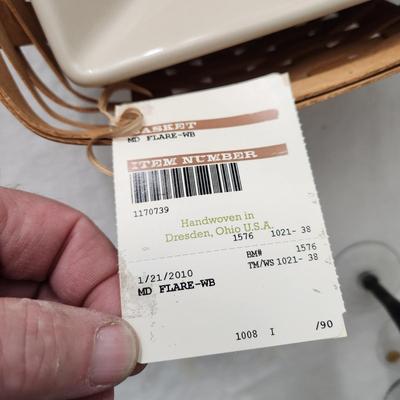 BASKET
MD FLARE-WB
ITEM NUMBER
1170739
Handwoven in
Dresden, Ohio U.S.A.
1576 1021- 38
BM# 1576
TM/WS 1021- 38
1/21/2010
MD FLARE-WB
1008 I /90